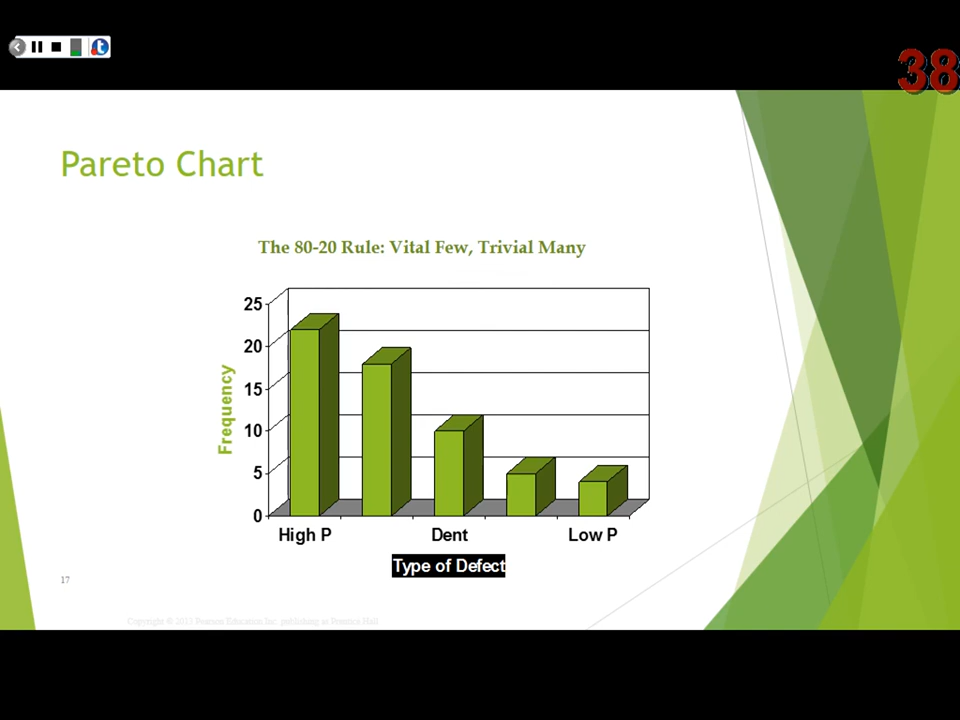 38
Pareto Chart
The 80-20 Rule: Vital Few, Trivial Many
25
20
15
10
5
0
Frequency
High P Dent Low P
Type of Defect
17
Copyright © 2015 Pearson Education Inc. publishing as Prentice Hall